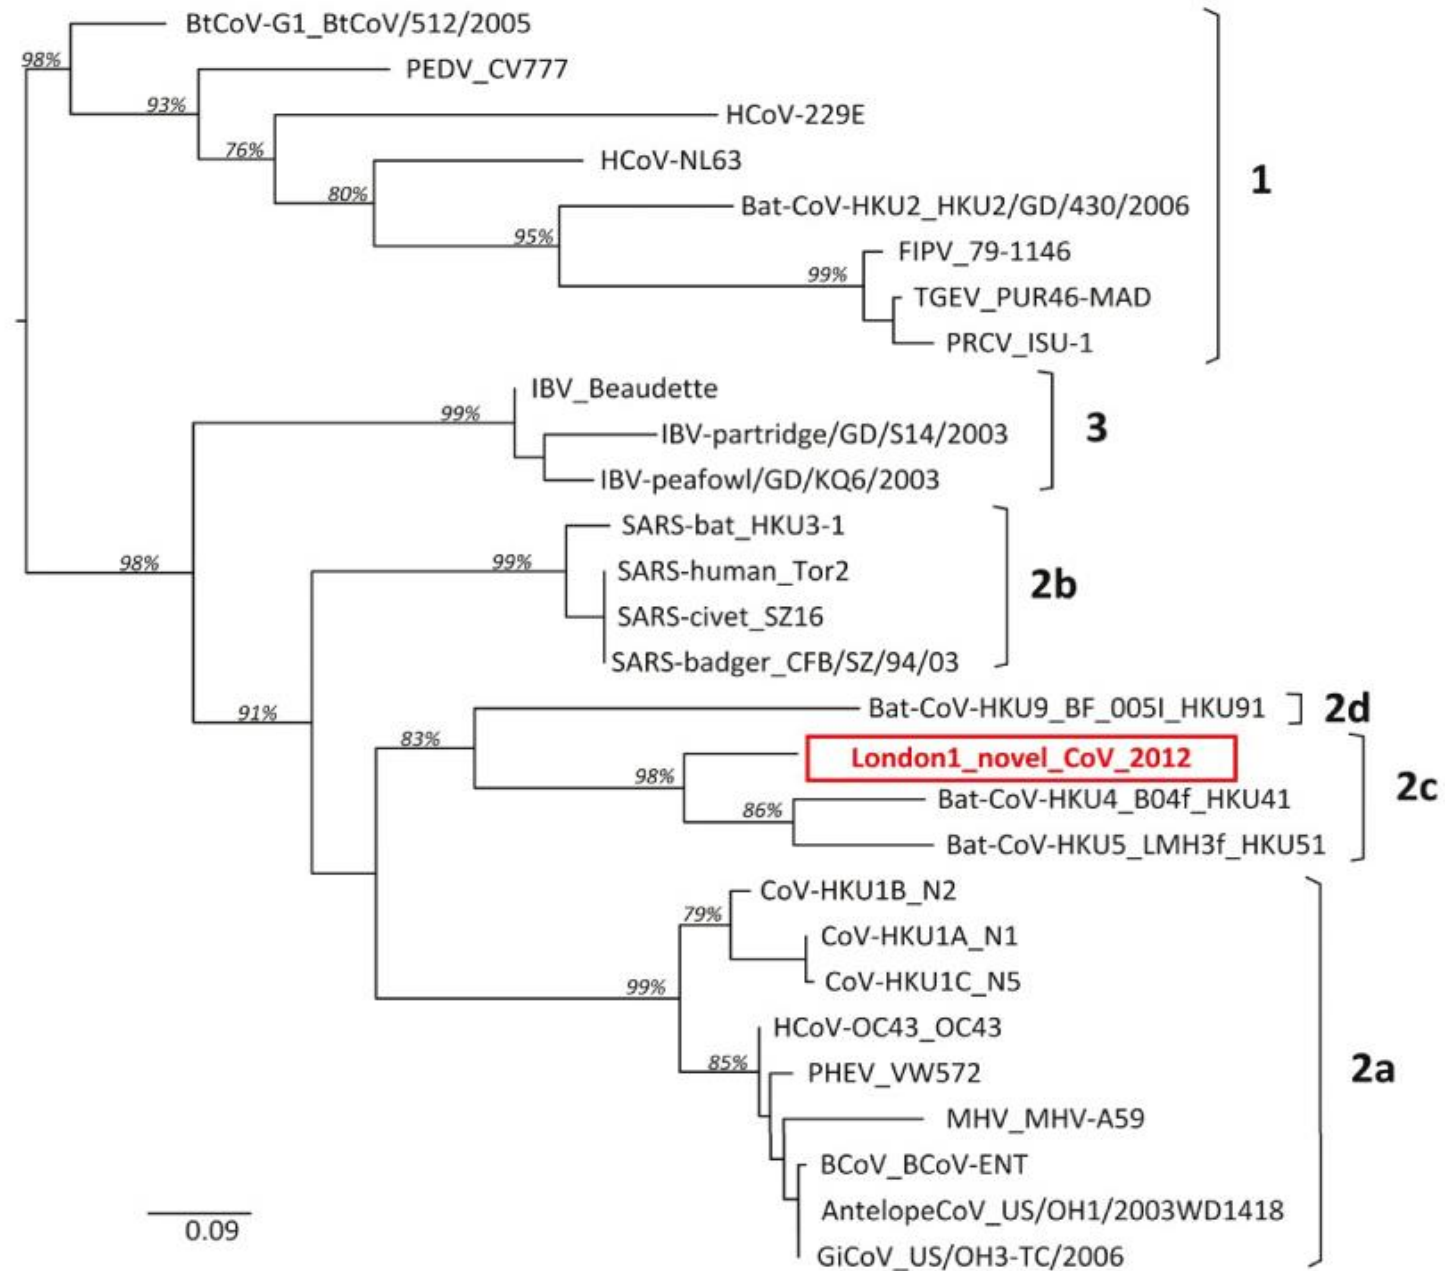 BtCoV-G1_BtCoV/512/2005
98%
PEDV_CV777
93%
HCoV-229E
76%
HCoV-NL63
1
80%
Bat-CoV-HKU2_HKU2/GD/430/2006
95%
FIPV_79-1146
99%
TGEV_PUR46-MAD
PRCV_ISU-1
IBV_Beaudette
99%
3
IBV-partridge/GD/S14/2003
IBV-peafowl/GD/KQ6/2003
SARS-bat_HKU3-1
98%
99%
SARS-human_Tor2
2b
SARS-civet_SZ16
SARS-badger_CFB/SZ/94/03
91%
Bat-CoV-HKU9_BF_005I_HKU91
2d
83%
London1_novel_CoV_2012
98%
2c
Bat-CoV-HKU4_B04f_HKU41
86%
Bat-CoV-HKU5_LMH3f_HKU51
CoV-HKU1B_N2
79%
CoV-HKU1A_N1
99%
CoV-HKU1C_N5
HCoV-OC43_OC43
85%
PHEV_VW572
2a
MHV_MHV-A59
BCoV_BCoV-ENT
AntelopeCoV_US/OH1/2003WD1418
0.09
GiCoV_US/OH3-TC/2006